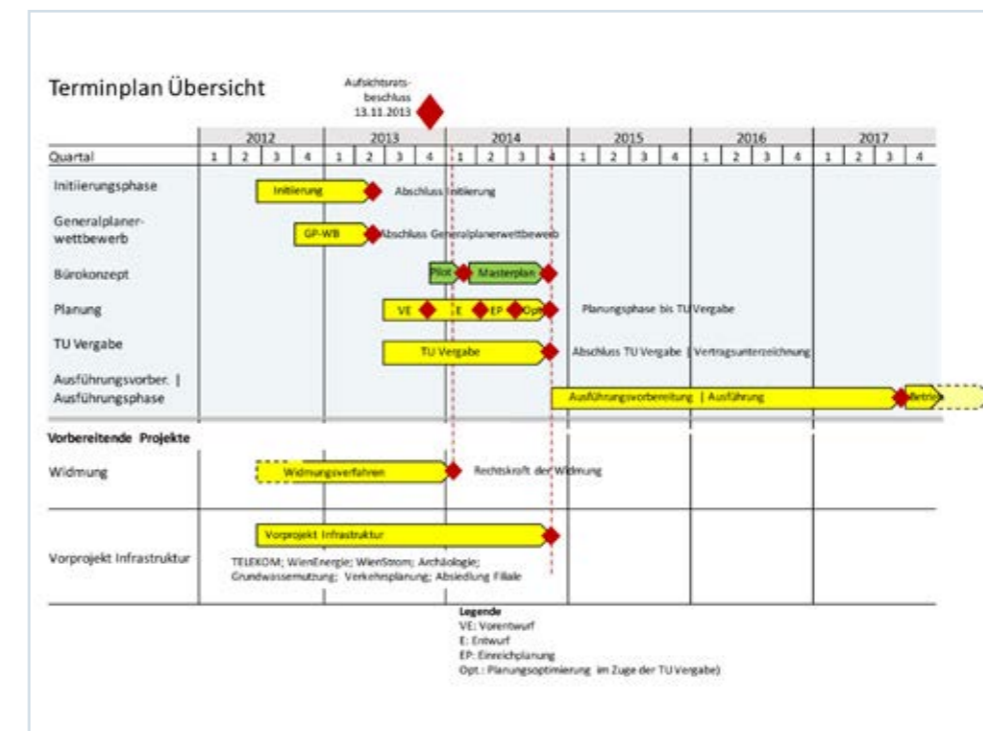 Terminplan Übersicht
Aufsichtsrats-
beschluss
13.11.2013
2012 2013 2014 2015 2016 2017
Quartal 1 2 3 4 1 2 3 4 1 2 3 4 1 2 3 4 1 2 3 4 1 2 3 4
Initiierungsphase Initiierung Abschluss Initiierung
Generalplaner-
wettbewerb GP-WB Abschluss Generalplanerwettbewerb
Bürokonzept Pilot Masterplan
Planung VE E EP Opt Planungsphase bis TU Vergabe
TU Vergabe TU Vergabe Abschluss TU Vergabe | Vertragsunterzeichnung
Ausführungsvorber. |
Ausführungsphase Ausführungsvorbereitung | Ausführung Betrieb
Vorbereitende Projekte
Widmung Widmungsverfahren Rechtskraft der Widmung
Vorprojekt Infrastruktur
Vorprojekt Infrastruktur
TELEKOM; WienEnergie; WienStrom; Archäologie;
Grundwassernutzung; Verkehrsplanung; Absiedlung Filiale
Legende
VE: Vorentwurf
E: Entwurf
EP: Einreichplanung
Opt.: Planungsoptimierung im Zuge der TU Vergabe)